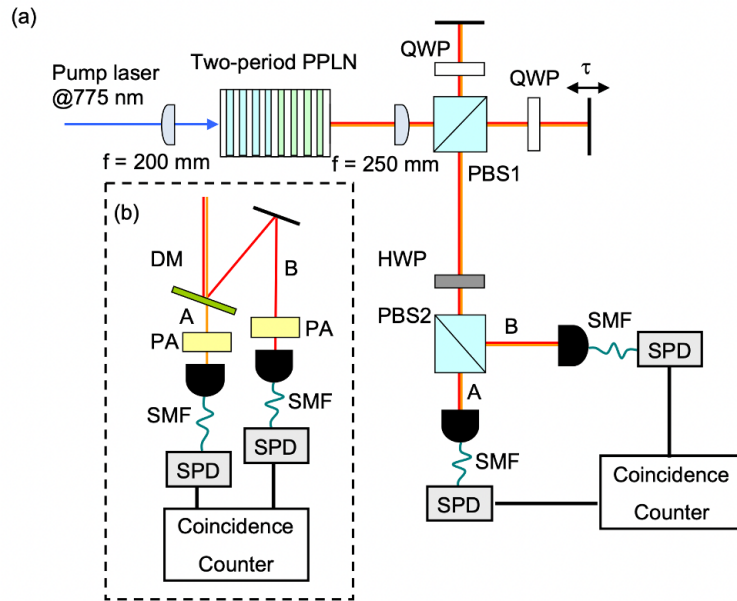 (a)
Pump laser
@775 nm
Two-period PPLN
QWP
QWP
τ
f = 200 mm
f = 250 mm
PBS1
(b)
DM
B
A
PA
PA
SMF
SMF
SPD
SPD
Coincidence
Counter
HWP
PBS2
B
SMF
SPD
A
SMF
SPD
Coincidence
Counter